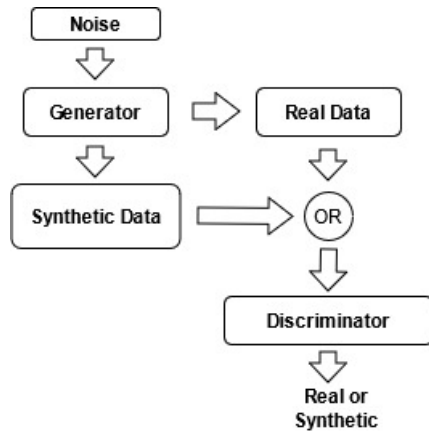 Noise
Generator
Real Data
Synthetic Data
OR
Discriminator
Real or
Synthetic